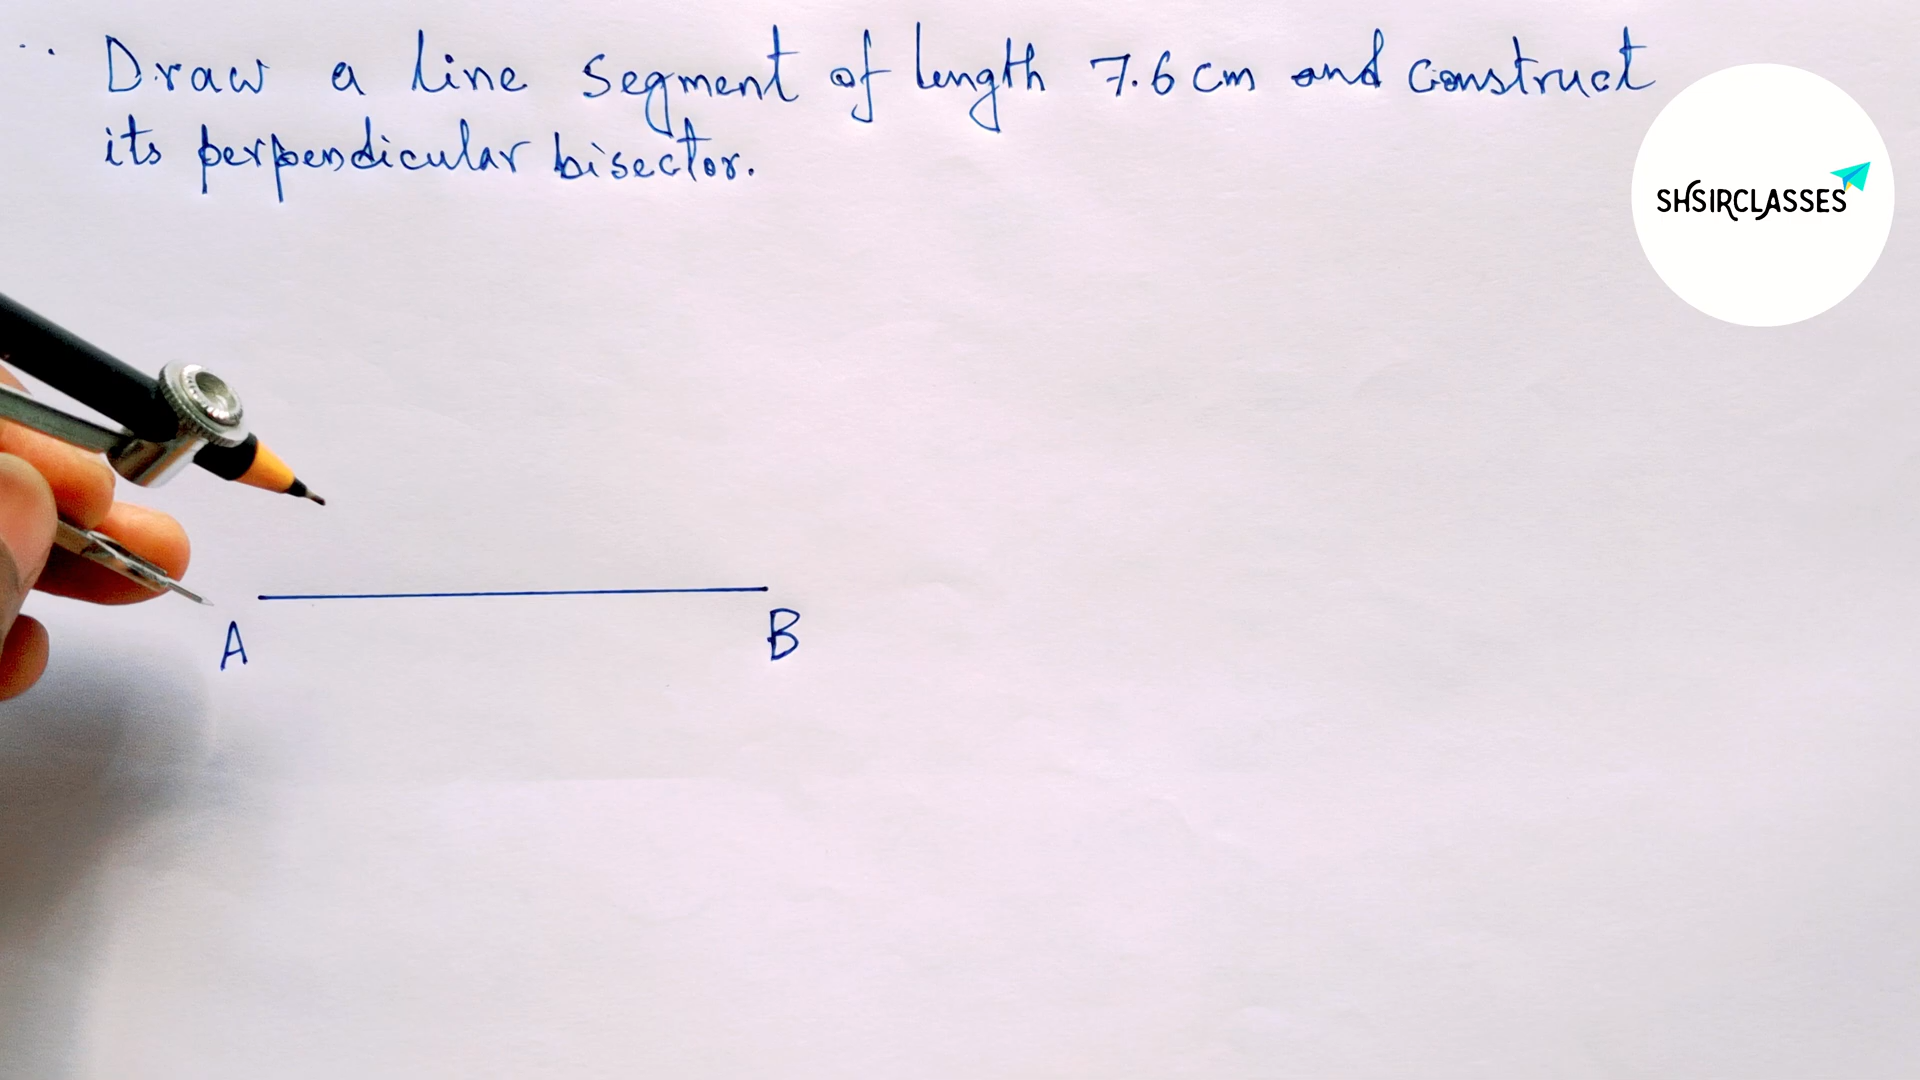 Draw a line segment of length 7.6 cm and construct
its perpendicular bisector.
SHSIRCLASSES
A
B